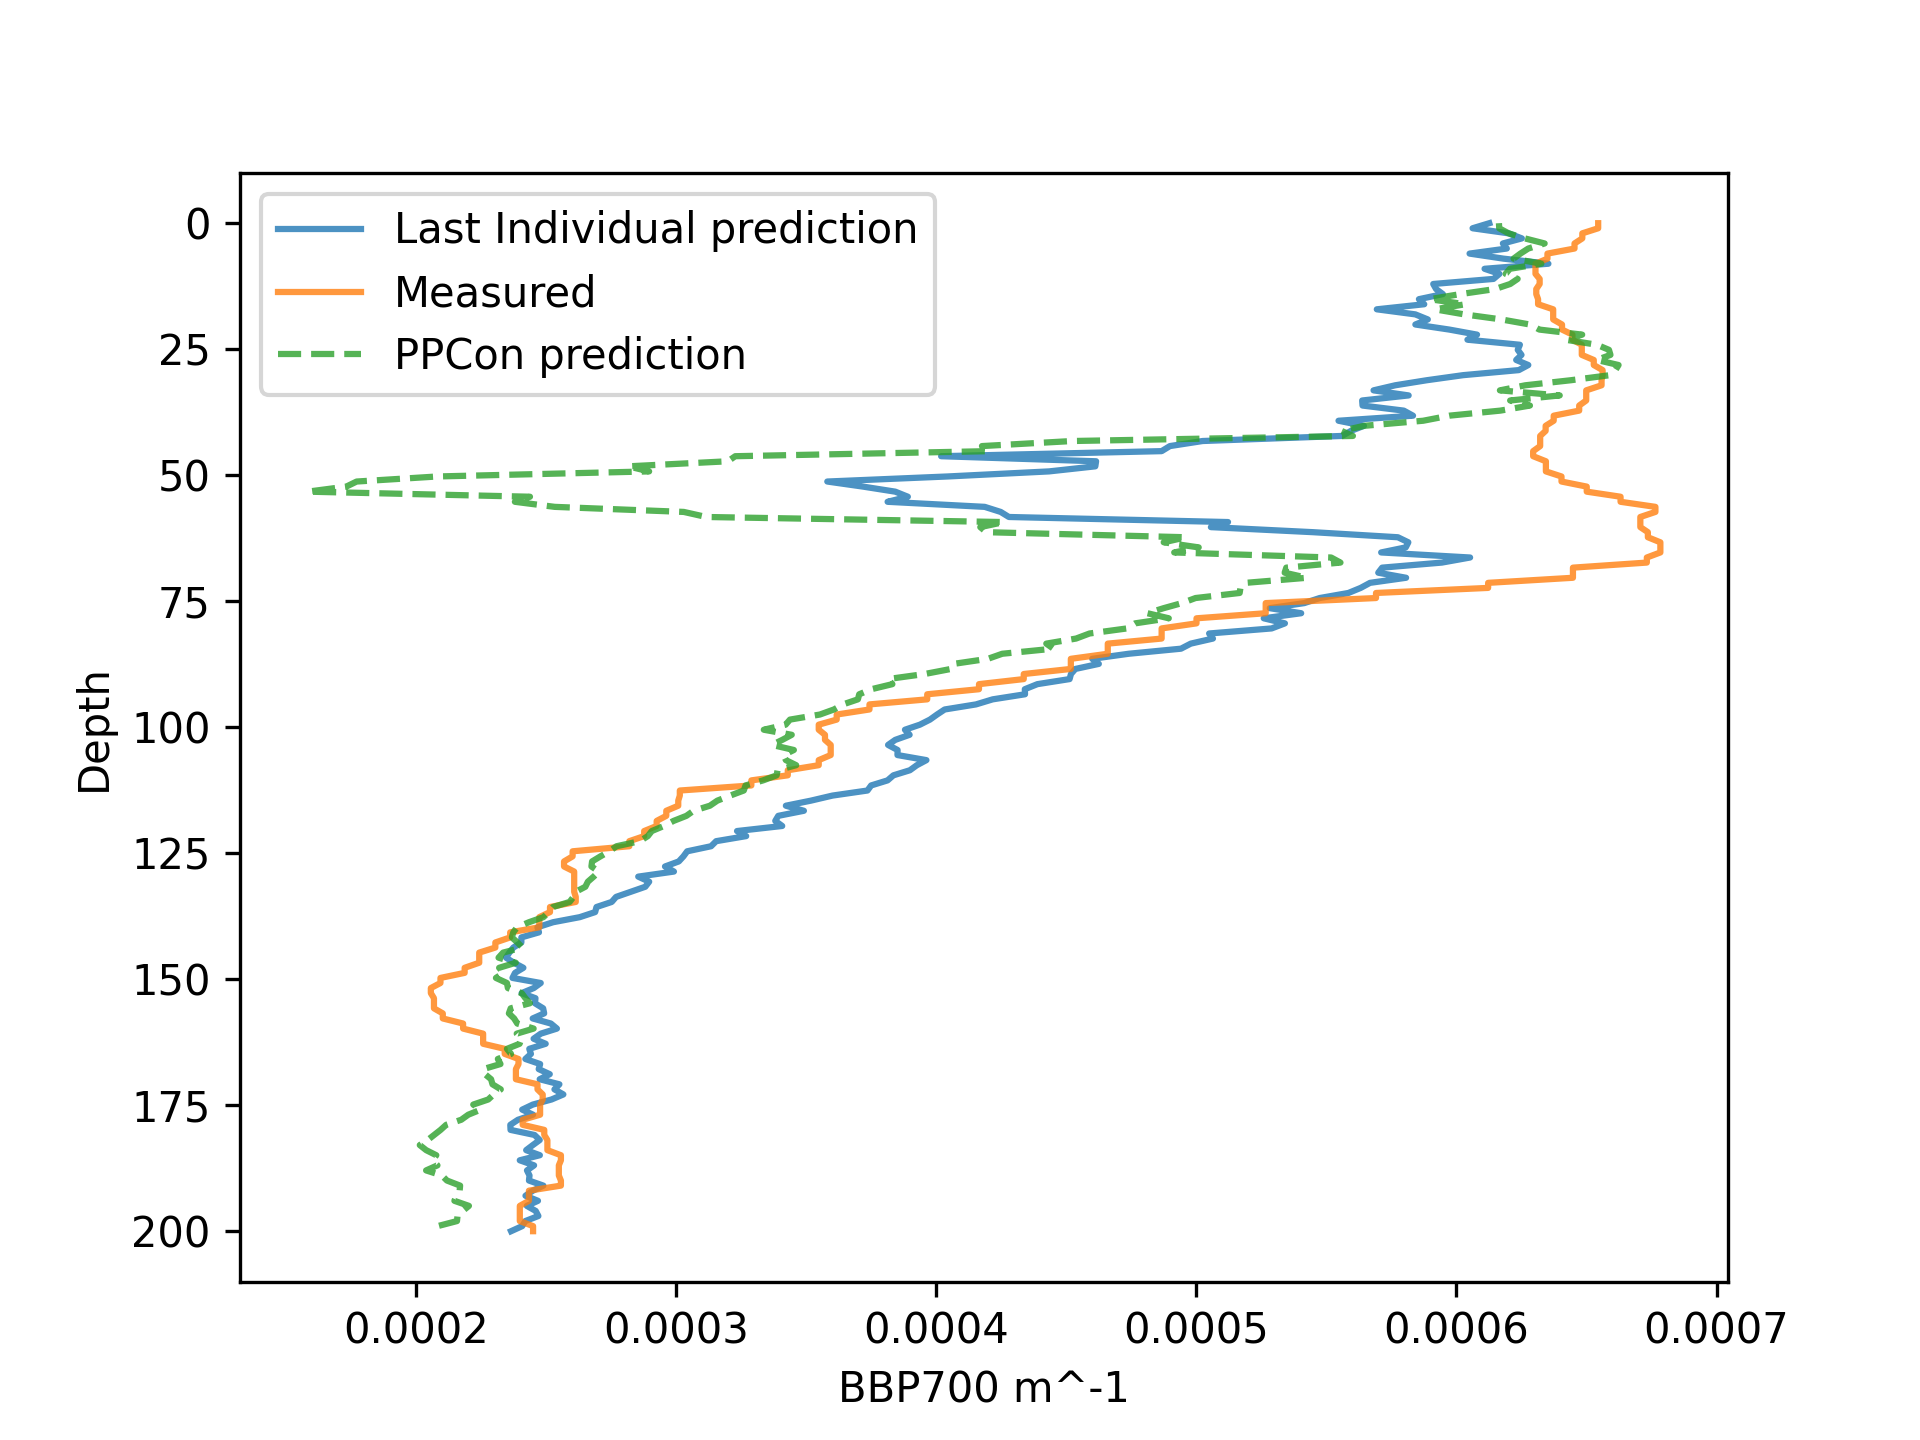 Last Individual prediction
Measured
PPCon prediction
0
25
50
75
100
125
150
175
200
Depth
0.0002 0.0003 0.0004 0.0005 0.0006 0.0007
BBP700 m^-1